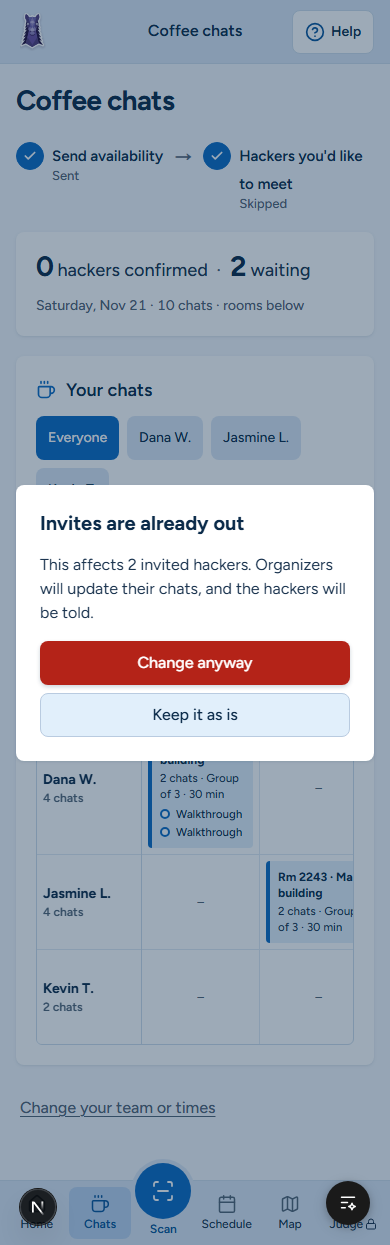 Coffee chats
Help
Coffee chats
Send availability
Sent
Hackers you'd like
to meet
Skipped
0 hackers confirmed · 2 waiting
Saturday, Nov 21 · 10 chats · rooms below
Your chats
Everyone
Dana W.
Jasmine L.
Invites are already out
This affects 2 invited hackers. Organizers
will update their chats, and the hackers will
be told.
Change anyway
Keep it as is
Dana W.
4 chats
building
2 chats · Group
of 3 · 30 min
Walkthrough
Walkthrough
–
Jasmine L.
4 chats
–
Rm 2243 · Ma
building
2 chats · Group
of 3 · 30 min
Kevin T.
2 chats
–
–
Change your team or times
N
Home
Chats
Scan
Schedule
Map
Judge